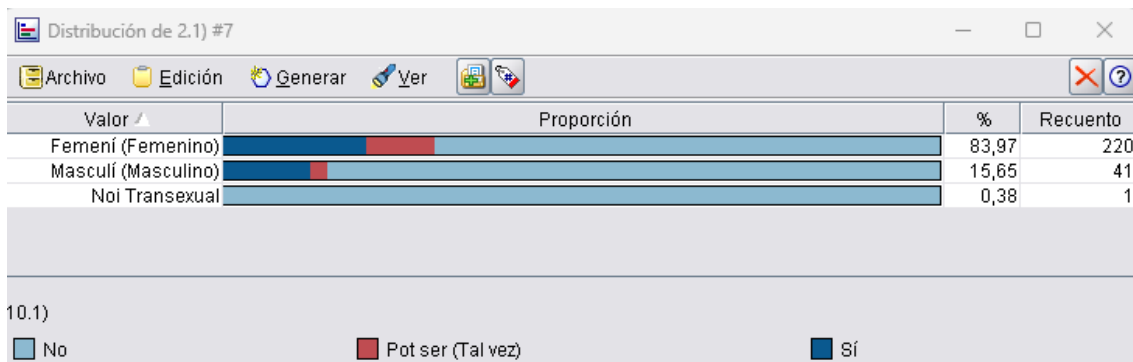 Distribución de 2.1) #7
Archivo Edición Generar Ver
Valor Proporción % Recuento
Femení (Femenino) 83,97 220
Masculí (Masculino) 15,65 41
Noi Transexual 0,38 1
10.1)
No Pot ser (Tal vez) Sí